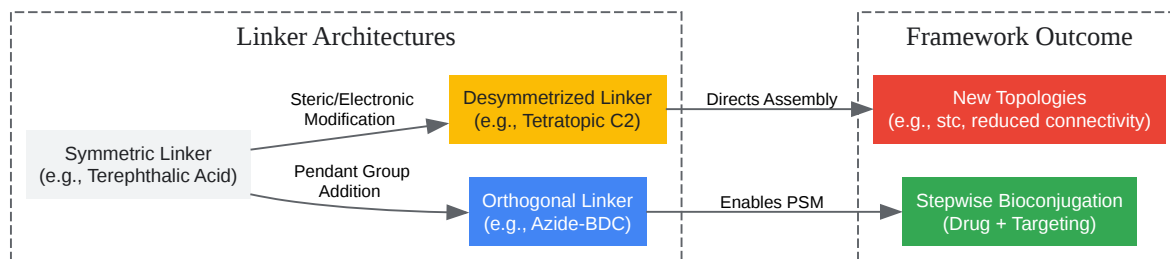 Linker Architectures
Framework Outcome
Symmetric Linker
(e.g., Terephthalic Acid)
Steric/Electronic
Modification
Pendant Group
Addition
Desymmetrized Linker
(e.g., Tetratopic C2)
Orthogonal Linker
(e.g., Azide-BDC)
Directs Assembly
Enables PSM
New Topologies
(e.g., stc, reduced connectivity)
Stepwise Bioconjugation
(Drug + Targeting)